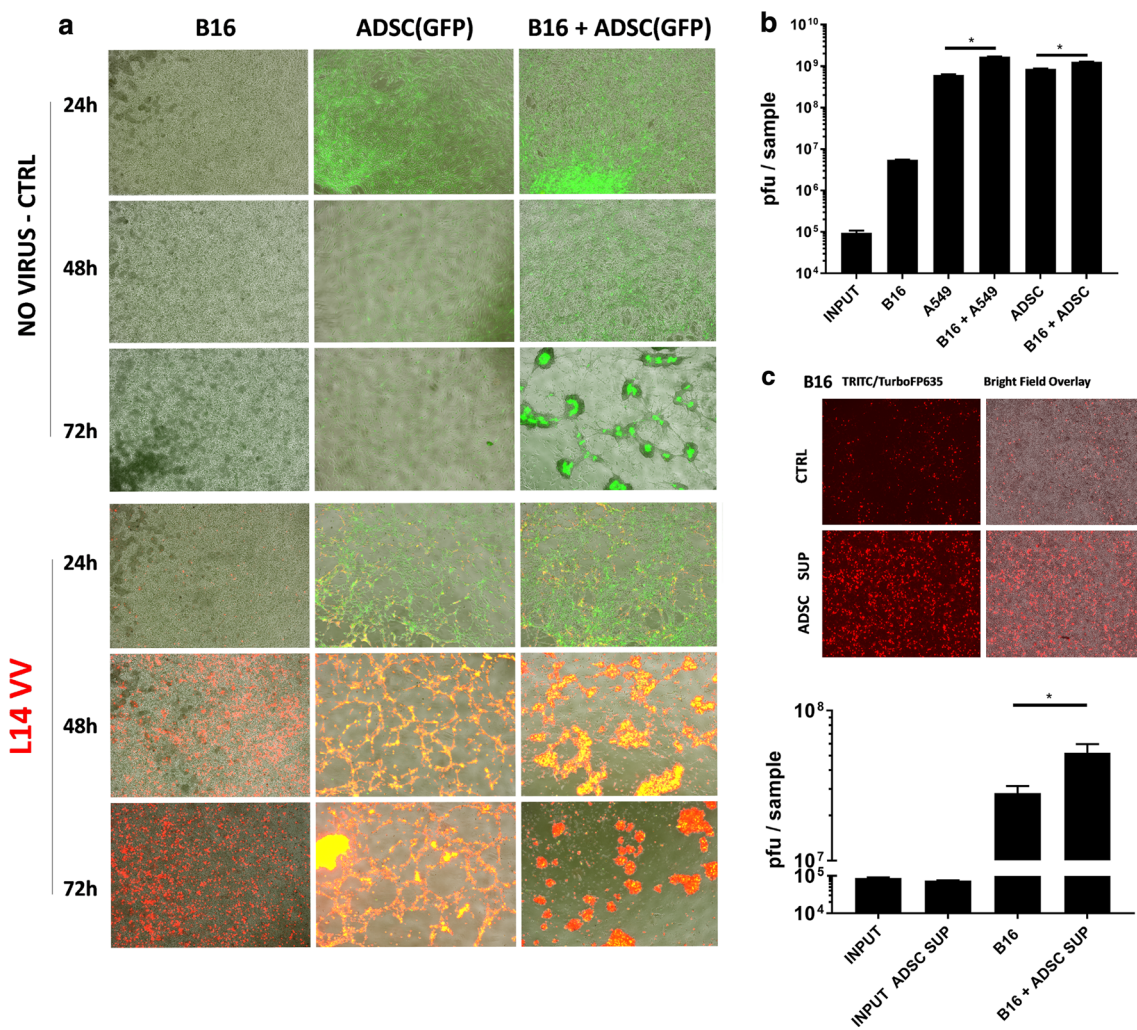 a
B16
ADSC(GFP)
B16 + ADSC(GFP)
NO VIRUS - CTRL
24h
48h
72h
L14 VV
24h
48h
72h
b
pfu / sample
10^10
10^9
10^8
10^7
10^6
10^5
10^4
*
*
INPUT
B16
A549
B16 + A549
ADSC
B16 + ADSC
c
B16
TRITC/TurboFP635
Bright Field Overlay
CTRL
ADSC SUP
pfu / sample
10^8
10^7
10^5
10^4
*
INPUT
INPUT ADSC SUP
B16
B16 + ADSC SUP